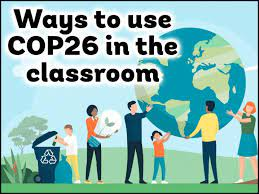 Ways to use
COP26 in the
classroom